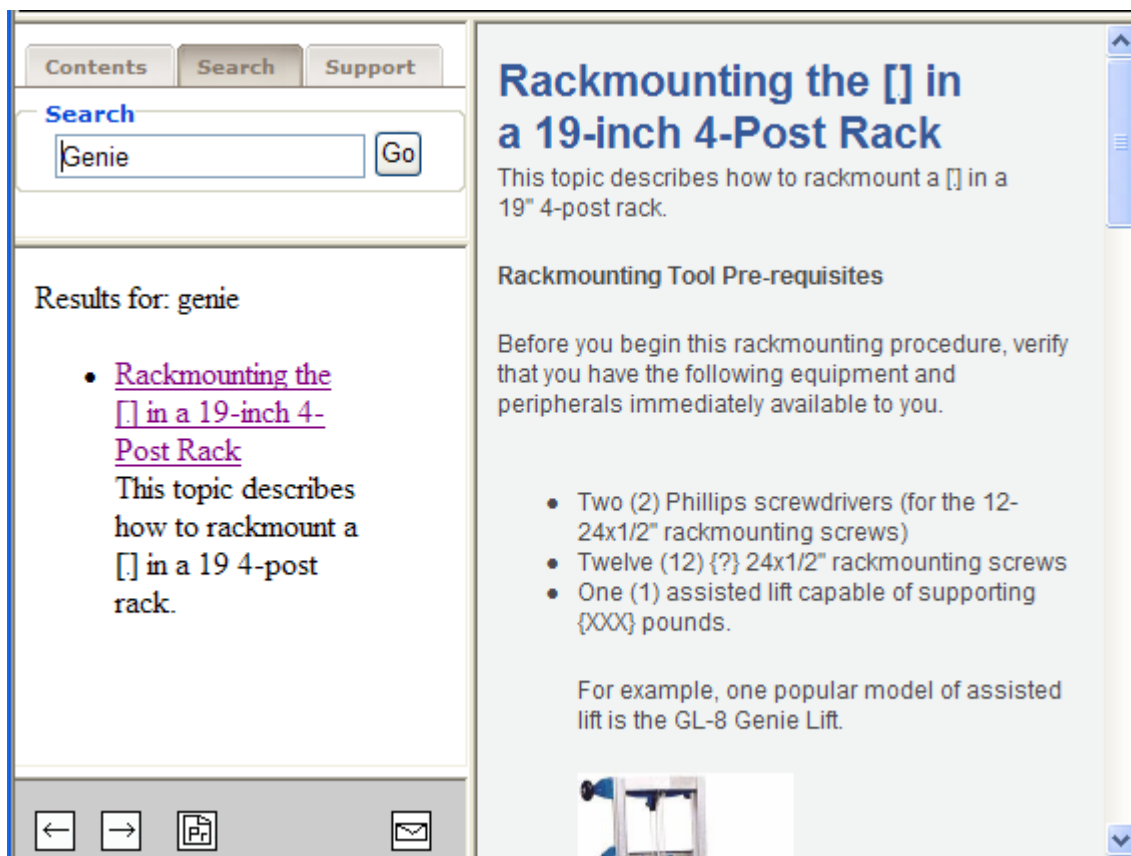 Contents Search Support
Search
Genie Go
Results for: genie
• Rackmounting the
[.] in a 19-inch 4-
Post Rack
This topic describes
how to rackmount a
[.] in a 19 4-post
rack.
Pr
Rackmounting the [.] in
a 19-inch 4-Post Rack
This topic describes how to rackmount a [.] in a
19" 4-post rack.
Rackmounting Tool Pre-requisites
Before you begin this rackmounting procedure, verify
that you have the following equipment and
peripherals immediately available to you.
• Two (2) Phillips screwdrivers (for the 12-
24x1/2" rackmounting screws)
• Twelve (12) {?} 24x1/2" rackmounting screws
• One (1) assisted lift capable of supporting
{XXX} pounds.
For example, one popular model of assisted
lift is the GL-8 Genie Lift.